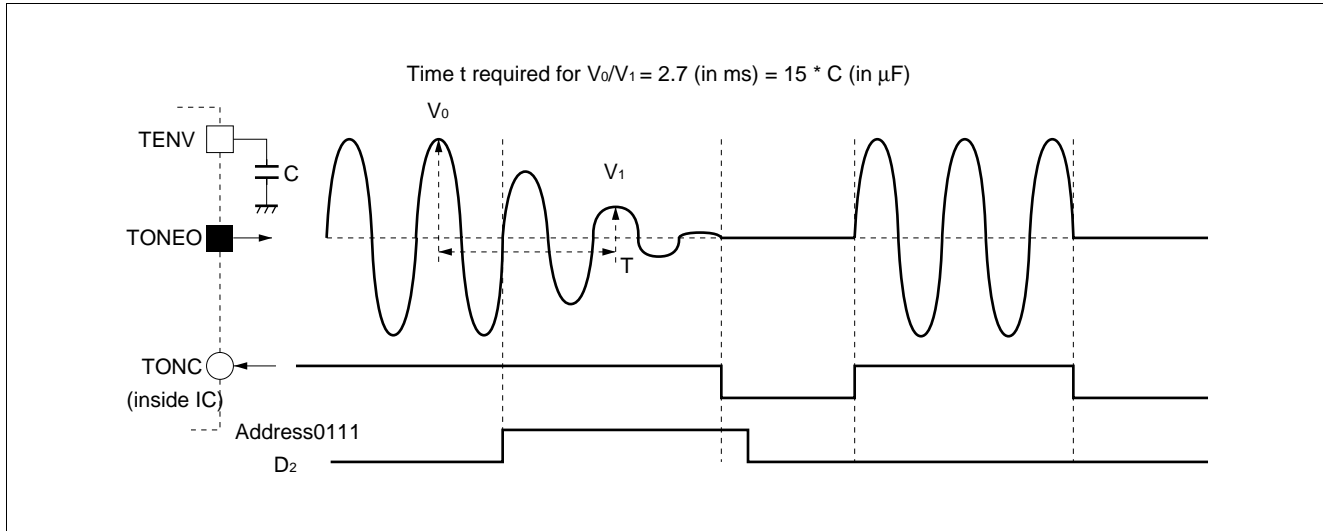 Time t required for V0/V1 = 2.7 (in ms) = 15 * C (in μF)
V0
TENV
C
V1
TONEO
T
TONC
(inside IC)
Address0111
D2